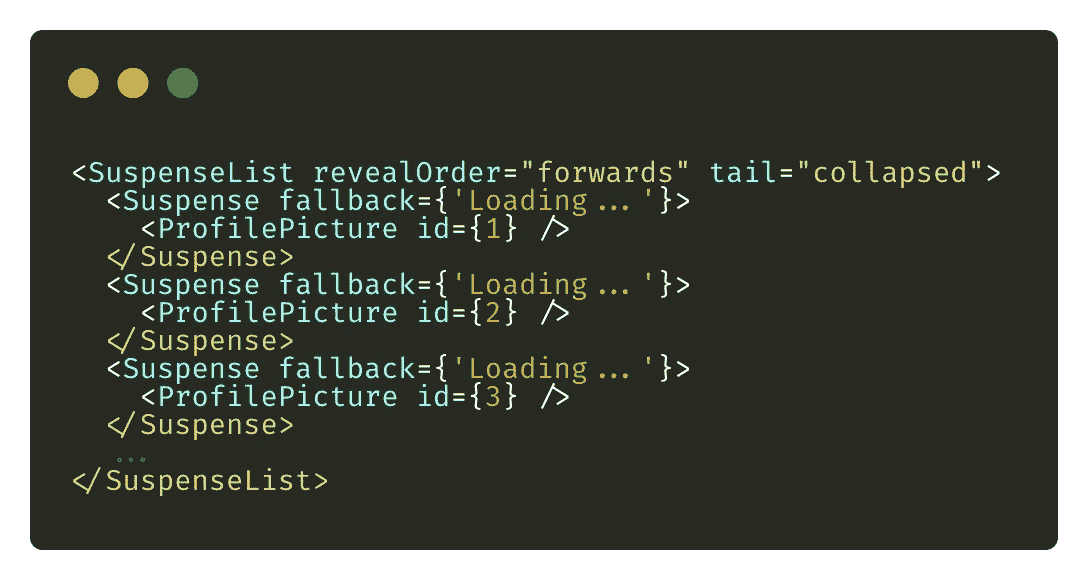 <SuspenseList revealOrder="forwards" tail="collapsed">
  <Suspense fallback={'Loading...'}>
    <ProfilePicture id={1} />
  </Suspense>
  <Suspense fallback={'Loading...'}>
    <ProfilePicture id={2} />
  </Suspense>
  <Suspense fallback={'Loading...'}>
    <ProfilePicture id={3} />
  </Suspense>
  ...
</SuspenseList>